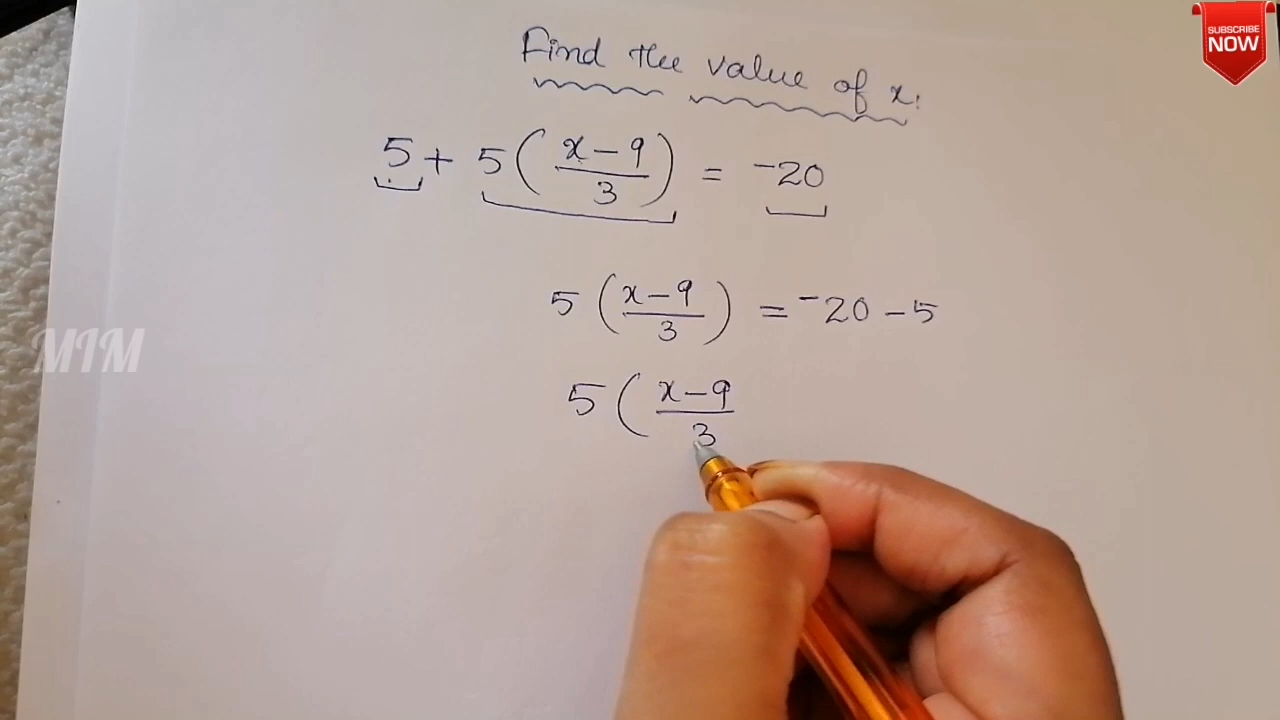 SUBSCRIBE
NOW
Find the value of x.
5 + 5 ( x - 9 / 3 ) = -20
5 ( x - 9 / 3 ) = -20 - 5
MIM
5 ( x - 9 / 3